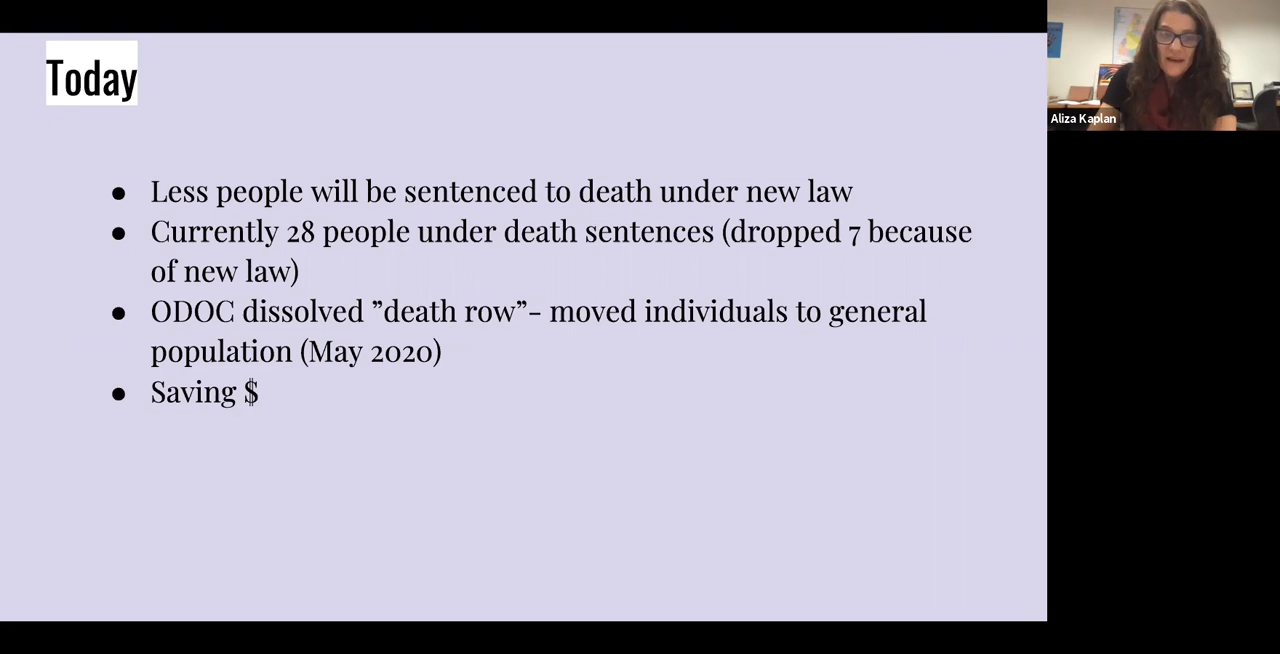 Today
● Less people will be sentenced to death under new law
● Currently 28 people under death sentences (dropped 7 because
of new law)
● ODOC dissolved ”death row”- moved individuals to general
population (May 2020)
● Saving $
Aliza Kaplan